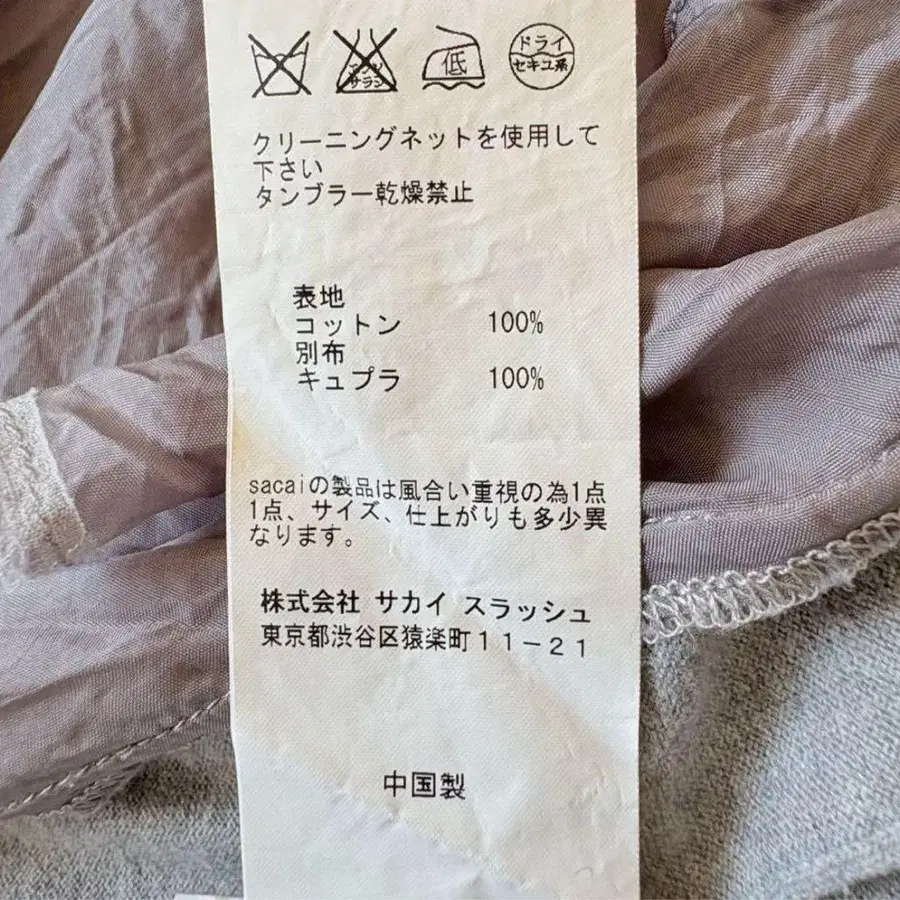 低
ドライ
セキユ系
クリーニングネットを使用して
下さい
タンブラー乾燥禁止
表地
コットン 100%
別布
キュプラ 100%
sacaiの製品は風合い重視の為1点
1点、サイズ、仕上がりも多少異
なります。
株式会社 サカイ スラッシュ
東京都渋谷区猿楽町11-21
中国製